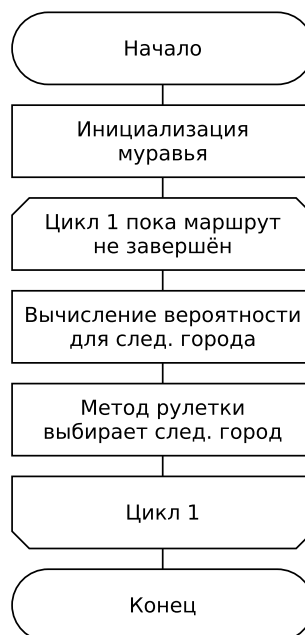 Начало
Инициализация
муравья
Цикл 1 пока маршрут
не завершён
Вычисление вероятности
для след. города
Метод рулетки
выбирает след. город
Цикл 1
Конец